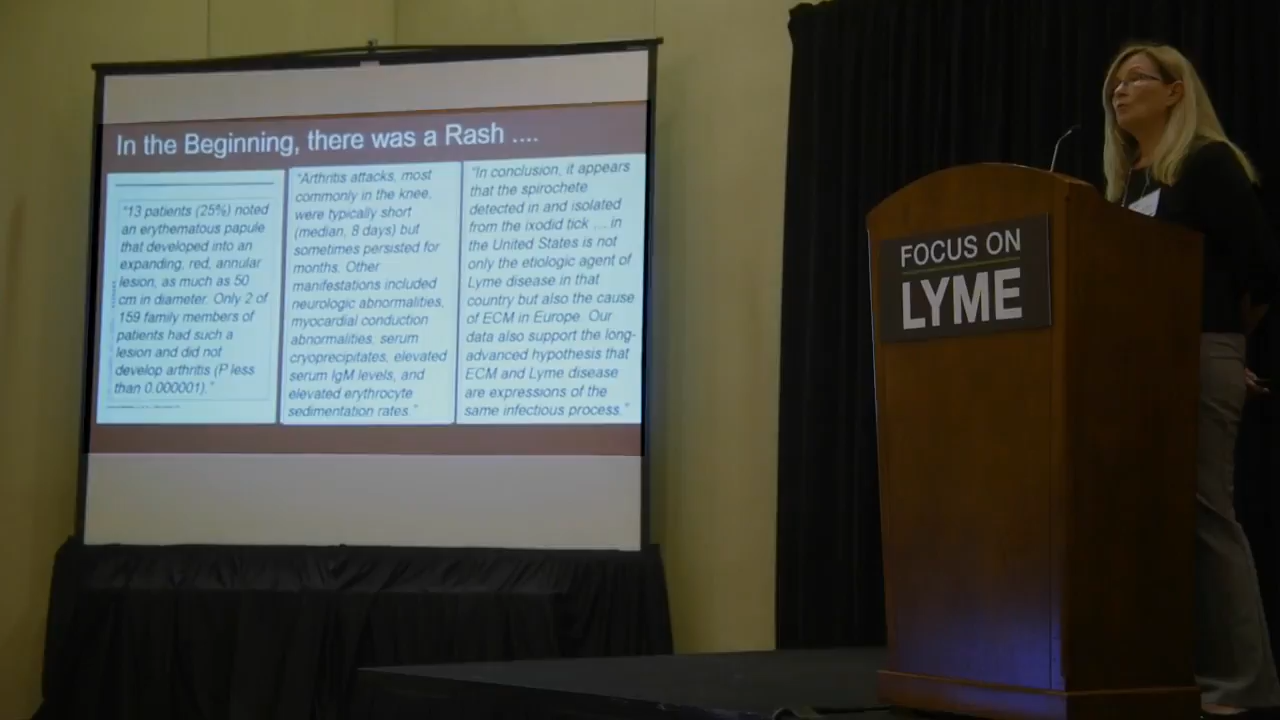 In the Beginning, there was a Rash ....
"13 patients (25%) noted
an erythematous papule
that developed into an
expanding, red, annular
lesion, as much as 50
cm in diameter. Only 2 of
159 family members of
patients had such a
lesion and did not
develop arthritis (P less
than 0.000001)."
"Arthritis attacks, most
commonly in the knee,
were typically short
(median, 8 days) but
sometimes persisted for
months. Other
manifestations included
neurologic abnormalities,
myocardial conduction
abnormalities, serum
cryoprecipitates, elevated
serum IgM levels, and
elevated erythrocyte
sedimentation rates."
"In conclusion, it appears
that the spirochete
detected in and isolated
from the ixodid tick ... in
the United States is not
only the etiologic agent of
Lyme disease in that
country but also the cause
of ECM in Europe. Our
data also support the long-
advanced hypothesis that
ECM and Lyme disease
are expressions of the
same infectious process."
FOCUS ON
LYME